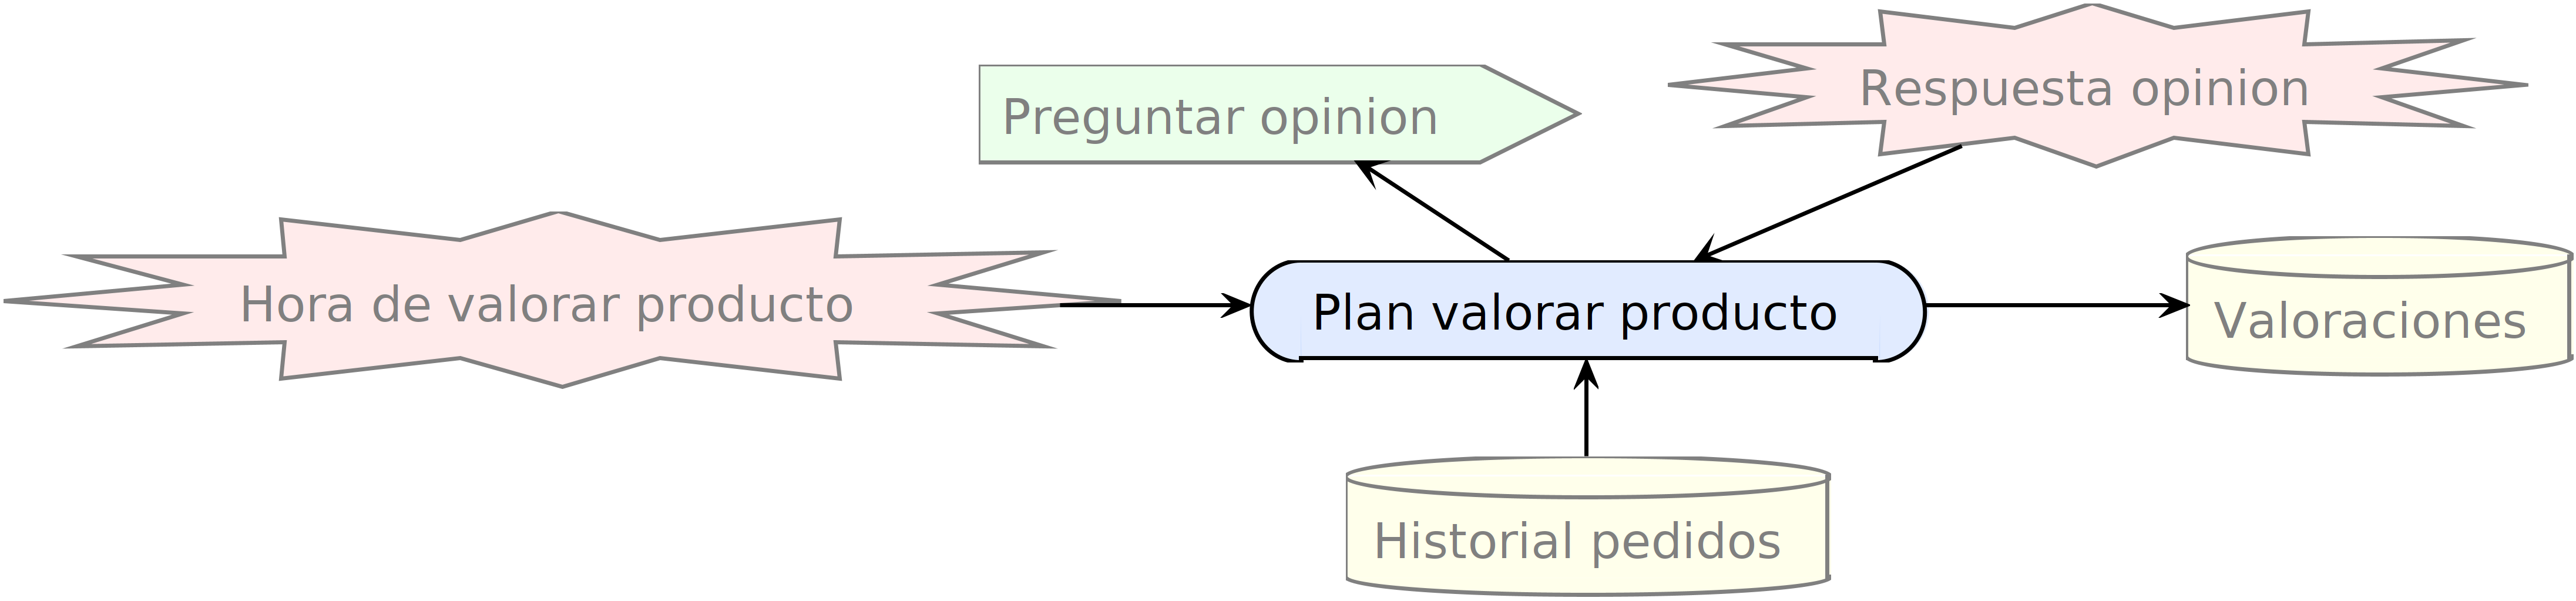 Respuesta opinion
Preguntar opinion
Hora de valorar producto
Plan valorar producto
Valoraciones
Historial pedidos